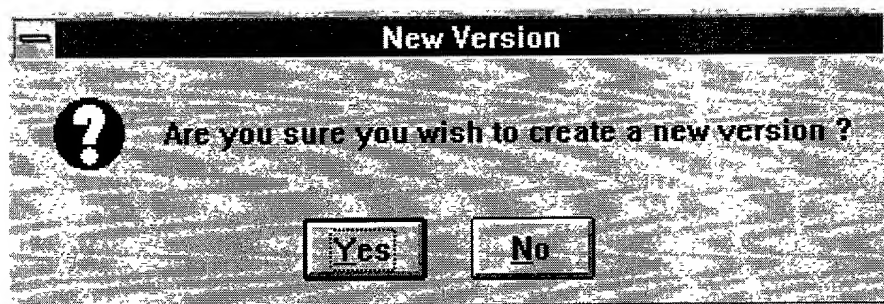 New Version
Are you sure you wish to create a new version ?
Yes
No